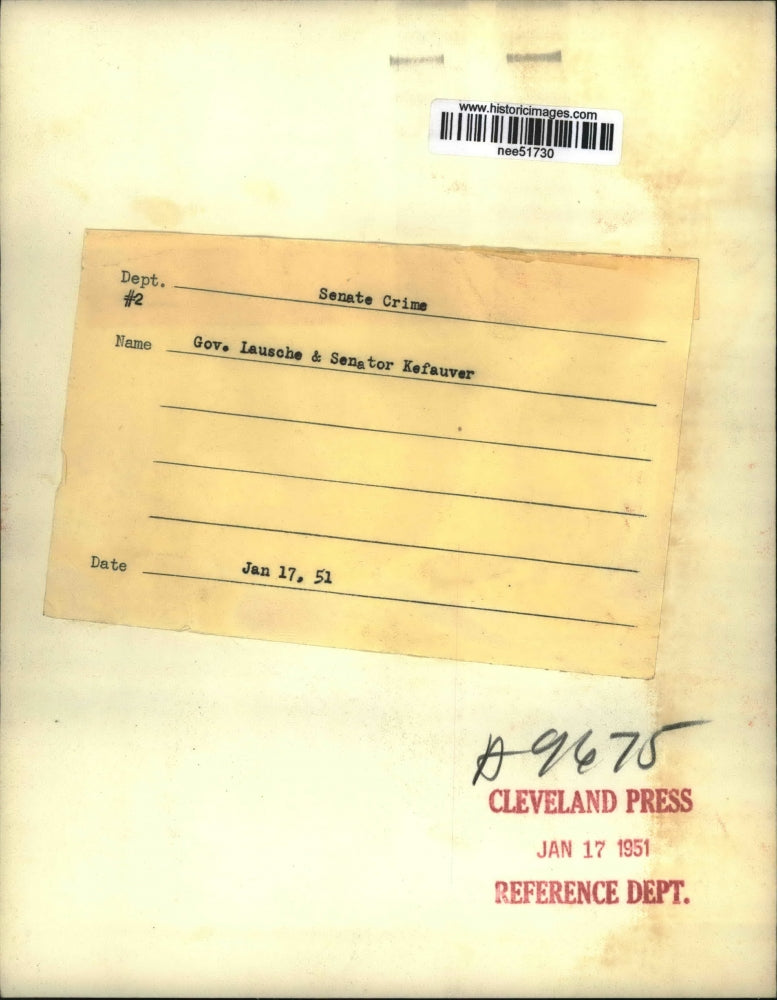 www.historicimages.com
nee51730
Dept. Senate Crime
#2
Name Gov. Lausche & Senator Kefauver
Date Jan 17, 51
A9675
CLEVELAND PRESS
JAN 17 1951
REFERENCE DEPT.